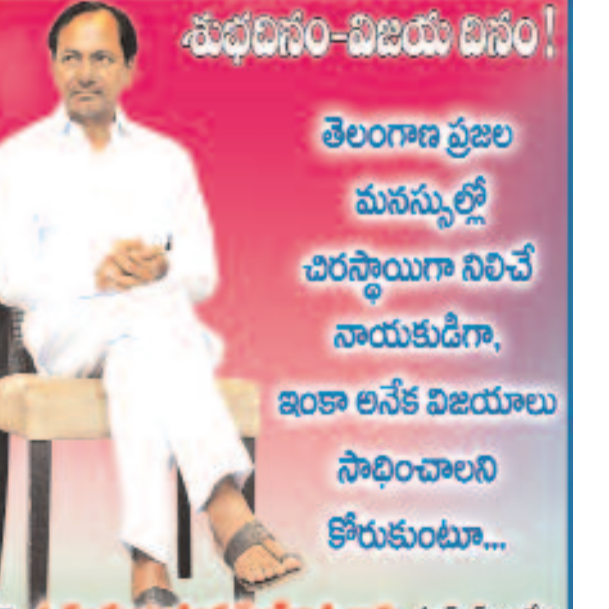 శుభదినం-విజయ దినం!
తెలంగాణ ప్రజల
మనస్సుల్లో
చిరస్థాయిగా నిలిచే
నాయకుడిగా,
ఇంకా అనేక విజయాలు
సాధించాలని
కోరుకుంటూ...